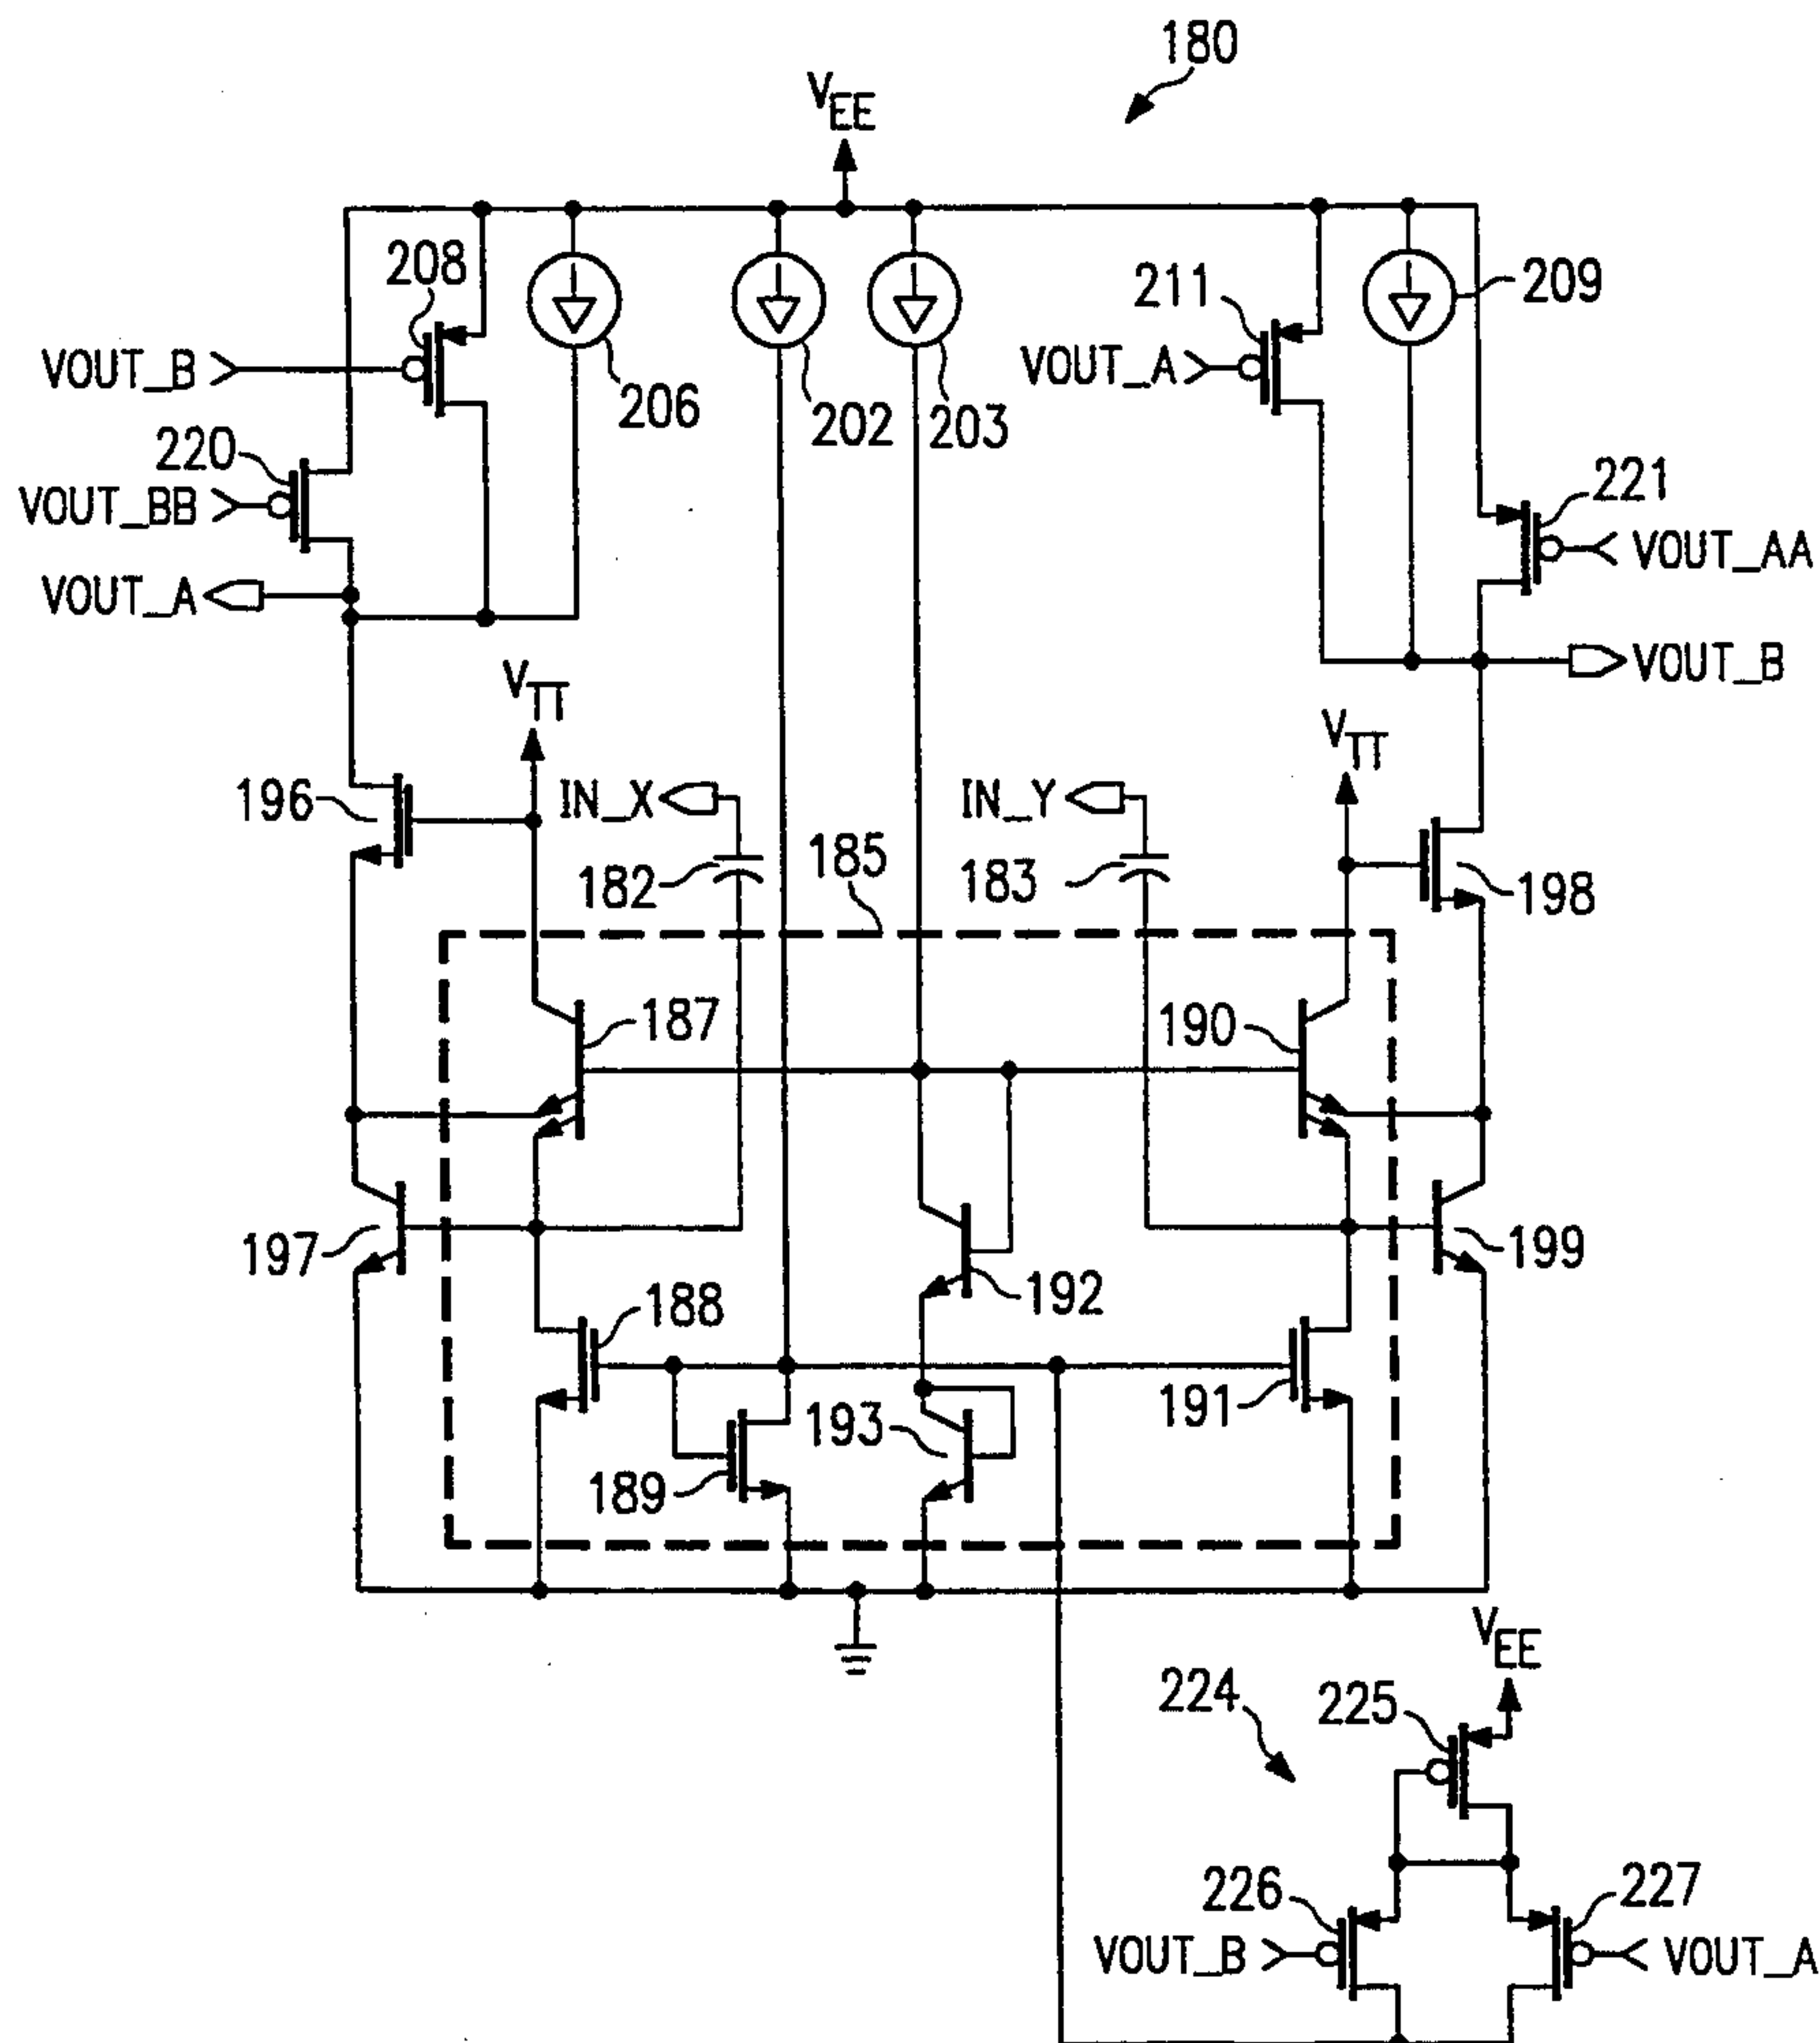 180
VEE
208
206
202
203
211
209
VOUT_B
VOUT_A
220
VOUT_BB
221
VOUT_AA
VOUT_A
VOUT_B
VTT
VTT
196
IN_X
IN_Y
182
185
183
198
187
190
197
192
199
188
191
193
189
VEE
224
225
226
227
VOUT_B
VOUT_A